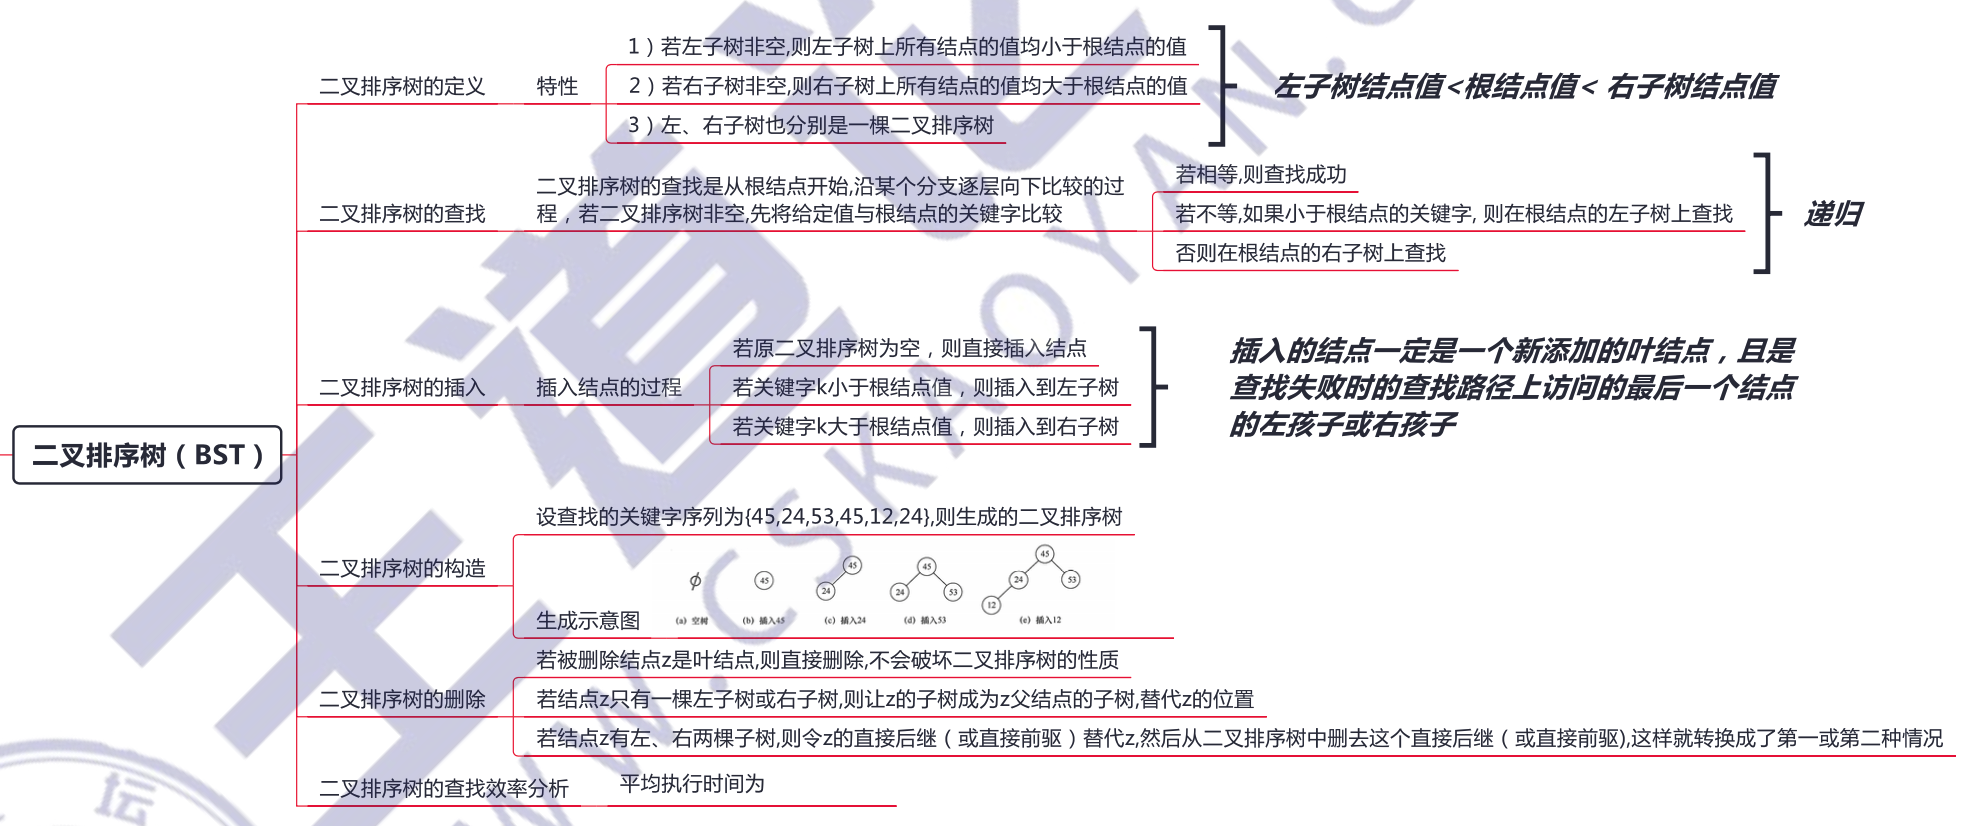 二叉排序树（BST）
二叉排序树的定义
特性
1）若左子树非空,则左子树上所有结点的值均小于根结点的值
2）若右子树非空,则右子树上所有结点的值均大于根结点的值
3）左、右子树也分别是一棵二叉排序树
左子树结点值<根结点值< 右子树结点值
二叉排序树的查找
二叉排序树的查找是从根结点开始,沿某个分支逐层向下比较的过
程，若二叉排序树非空,先将给定值与根结点的关键字比较
若相等,则查找成功
若不等,如果小于根结点的关键字, 则在根结点的左子树上查找
否则在根结点的右子树上查找
递归
二叉排序树的插入
插入结点的过程
若原二叉排序树为空，则直接插入结点
若关键字k小于根结点值，则插入到左子树
若关键字k大于根结点值，则插入到右子树
插入的结点一定是一个新添加的叶结点，且是
查找失败时的查找路径上访问的最后一个结点
的左孩子或右孩子
二叉排序树的构造
设查找的关键字序列为{45,24,53,45,12,24},则生成的二叉排序树
生成示意图
ϕ
(a) 空树
45
(b) 插入45
45
24
(c) 插入24
45
24
53
(d) 插入53
45
24
53
12
(e) 插入12
二叉排序树的删除
若被删除结点z是叶结点,则直接删除,不会破坏二叉排序树的性质
若结点z只有一棵左子树或右子树,则让z的子树成为z父结点的子树,替代z的位置
若结点z有左、右两棵子树,则令z的直接后继（或直接前驱）替代z,然后从二叉排序树中删去这个直接后继（或直接前驱),这样就转换成了第一或第二种情况
二叉排序树的查找效率分析
平均执行时间为
王道论
WW.CSKAOYAN.C
坛